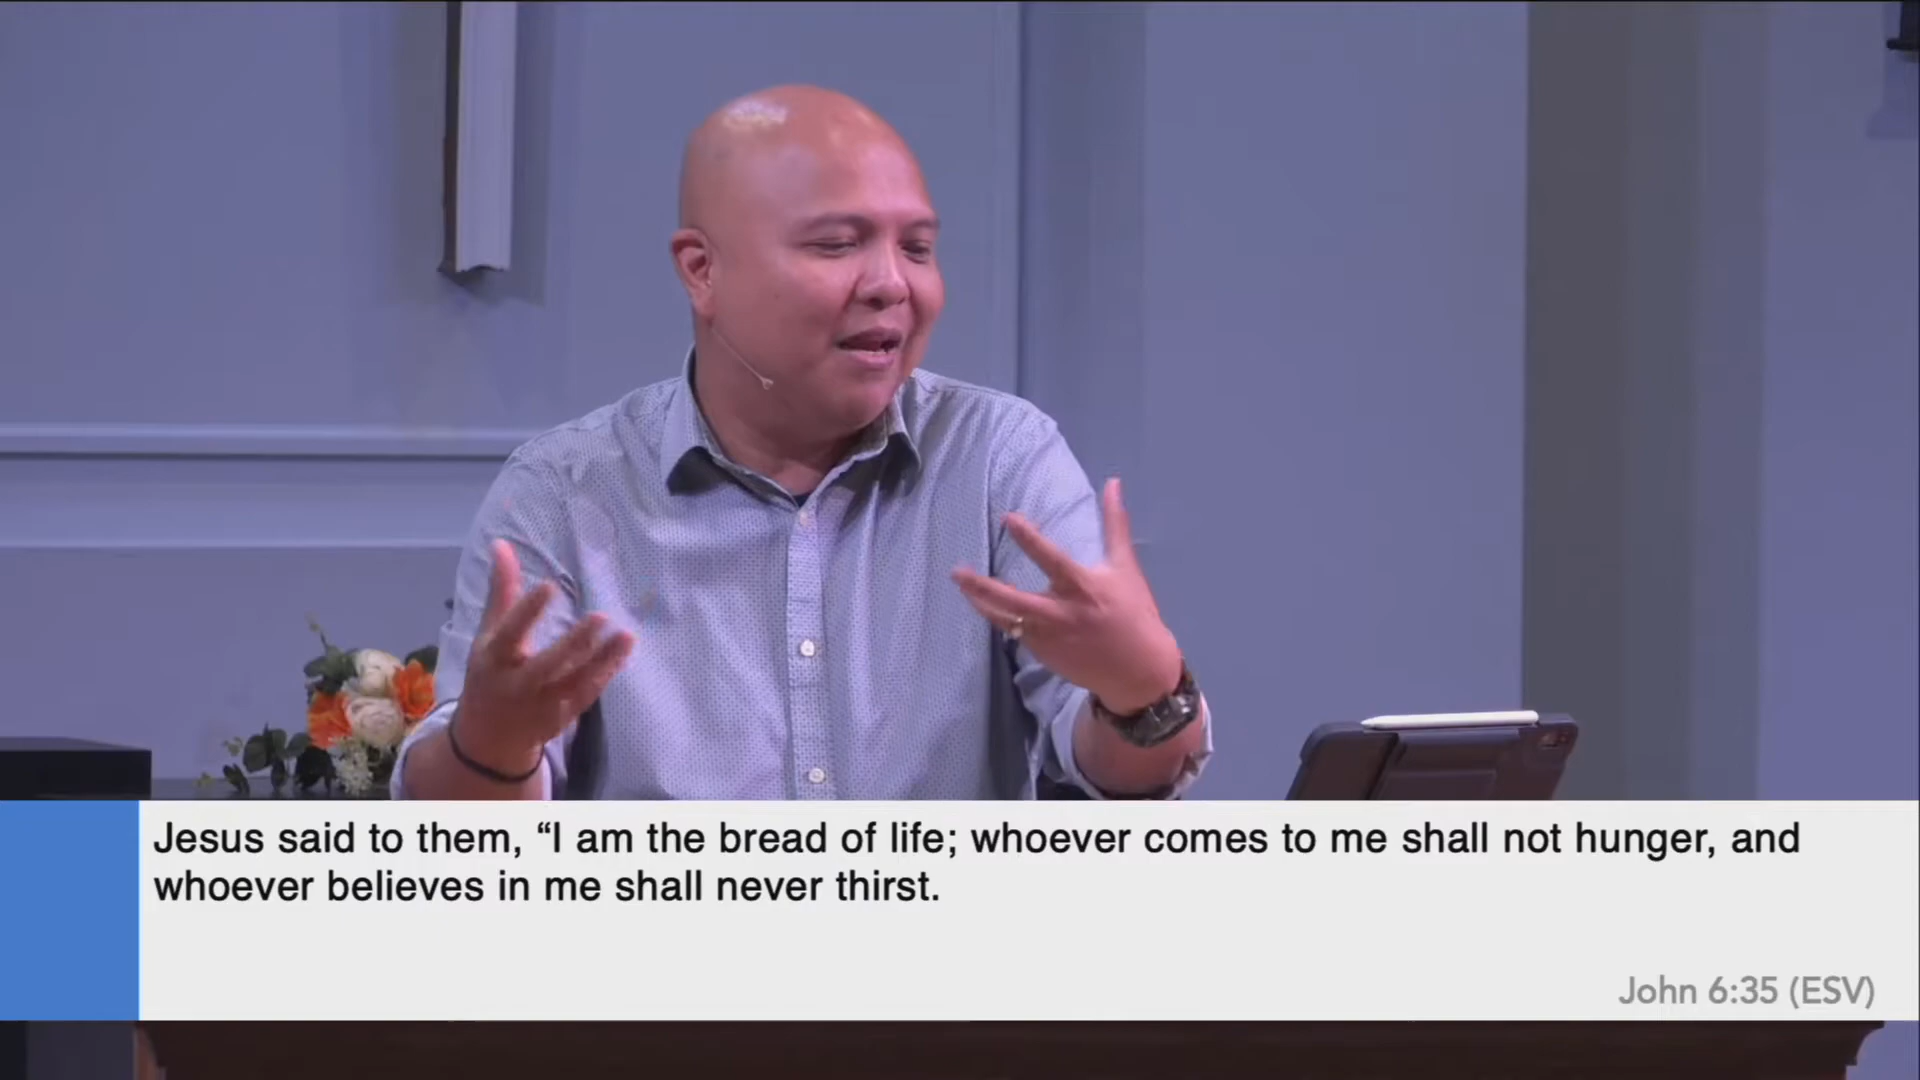 Jesus said to them, “I am the bread of life; whoever comes to me shall not hunger, and
whoever believes in me shall never thirst.
John 6:35 (ESV)